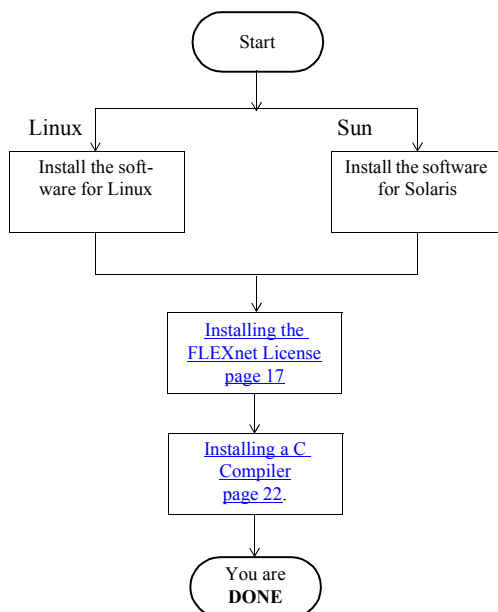 Start
Linux
Sun
Install the soft-
ware for Linux
Install the software
for Solaris
Installing the
FLEXnet License
page 17
Installing a C
Compiler
page 22.
You are
DONE